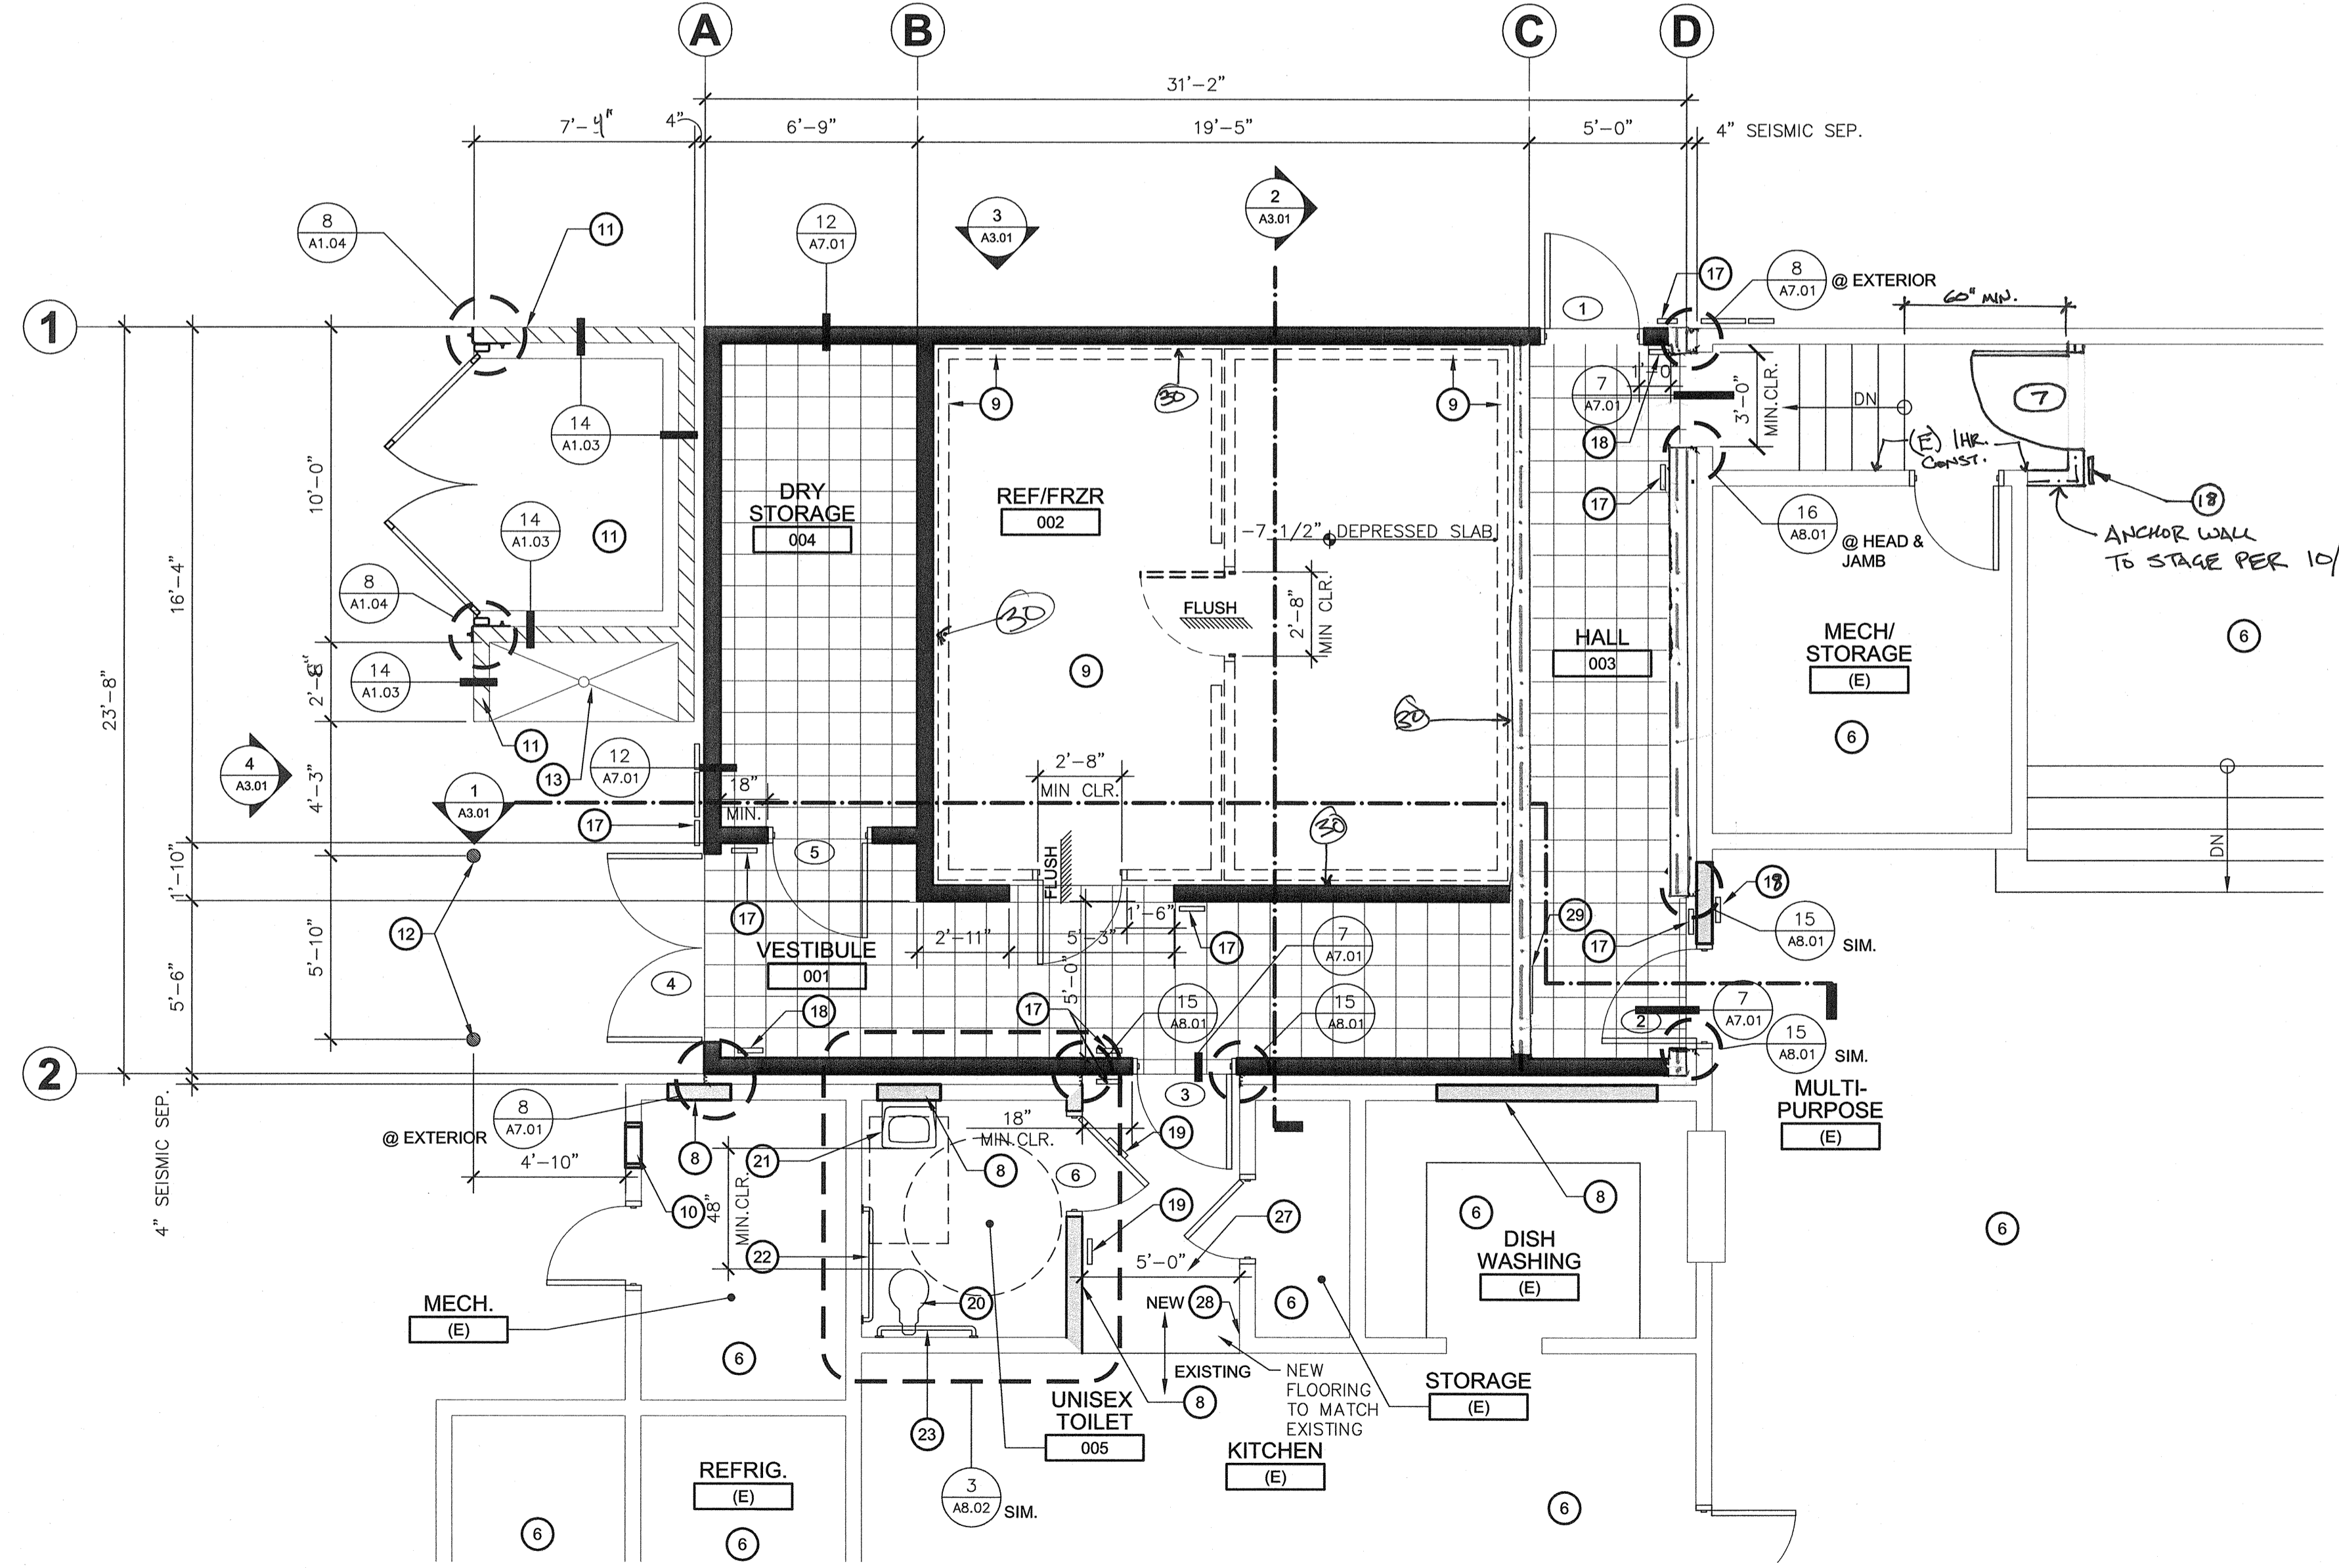 A
B
C
D
31'-2"
7'-4"
4"
6'-9"
19'-5"
5'-0"
4" SEISMIC SEP.
8
A1.04
11
12
A7.01
3
A3.01
2
A3.01
17
8
A7.01
@ EXTERIOR
60" MIN.
1
1
9
30
9
7
A7.01
1'-0
3'-0"
MIN.CLR.
DN
7
14
A1.03
18
(E) 1HR.
CONST.
10'-0"
DRY
STORAGE
004
REF/FRZR
002
17
16
A8.01
@ HEAD &
JAMB
18
ANCHOR WALL
TO STAGE PER 10/
14
A1.03
11
-7 1/2" DEPRESSED SLAB
16'-4"
8
A1.04
30
FLUSH
2'-8"
MIN CLR.
HALL
003
MECH/
STORAGE
(E)
6
23'-8"
2'-8"
14
A1.03
9
30
6
11
13
12
A7.01
4
A3.01
1
A3.01
4'-3"
18"
MIN.
2'-8"
MIN CLR.
DN
17
5
30
1'-10"
FLUSH
18
12
17
1'-6"
2'-11"
5'-3"
17
7
A7.01
29
17
15
A8.01
SIM.
5'-10"
5'-6"
VESTIBULE
001
4
5'-0"
18
17
15
A8.01
15
A8.01
2
7
A7.01
15
A8.01
SIM.
2
4" SEISMIC SEP.
8
A7.01
@ EXTERIOR
4'-10"
8
10
48"
MIN.CLR.
21
18"
MIN.CLR.
8
3
19
6
MULTI-
PURPOSE
(E)
8
19
27
6
6
22
5'-0"
DISH
WASHING
(E)
MECH.
(E)
20
NEW
28
6
6
EXISTING
NEW
FLOORING
TO MATCH
EXISTING
STORAGE
(E)
UNISEX
TOILET
005
8
23
KITCHEN
(E)
REFRIG.
(E)
3
A8.02
SIM.
6
6
6